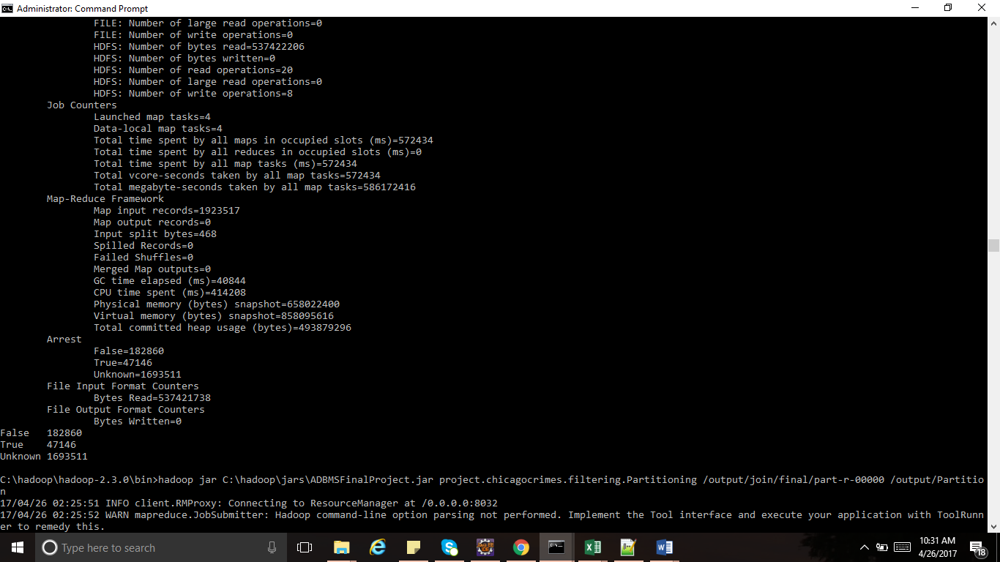 Administrator: Command Prompt
FILE: Number of large read operations=0
FILE: Number of write operations=0
HDFS: Number of bytes read=537422206
HDFS: Number of bytes written=0
HDFS: Number of read operations=20
HDFS: Number of large read operations=0
HDFS: Number of write operations=8
Job Counters
Launched map tasks=4
Data-local map tasks=4
Total time spent by all maps in occupied slots (ms)=572434
Total time spent by all reduces in occupied slots (ms)=0
Total time spent by all map tasks (ms)=572434
Total vcore-seconds taken by all map tasks=572434
Total megabyte-seconds taken by all map tasks=586172416
Map-Reduce Framework
Map input records=1923517
Map output records=0
Input split bytes=468
Spilled Records=0
Failed Shuffles=0
Merged Map outputs=0
GC time elapsed (ms)=40844
CPU time spent (ms)=414208
Physical memory (bytes) snapshot=658022400
Virtual memory (bytes) snapshot=858095616
Total committed heap usage (bytes)=493879296
Arrest
False=182860
True=47146
Unknown=1693511
File Input Format Counters
Bytes Read=537421738
File Output Format Counters
Bytes Written=0
False 182860
True 47146
Unknown 1693511
C:\hadoop\hadoop-2.3.0\bin>hadoop jar C:\hadoop\jars\ADBMSFinalProject.jar project.chicagocrimes.filtering.Partitioning /output/join/final/part-r-00000 /output/Partitio
n
17/04/26 02:25:51 INFO client.RMProxy: Connecting to ResourceManager at /0.0.0.0:8032
17/04/26 02:25:52 WARN mapreduce.JobSubmitter: Hadoop command-line option parsing not performed. Implement the Tool interface and execute your application with ToolRunn
er to remedy this.
Type here to search
10:31 AM
4/26/2017
18